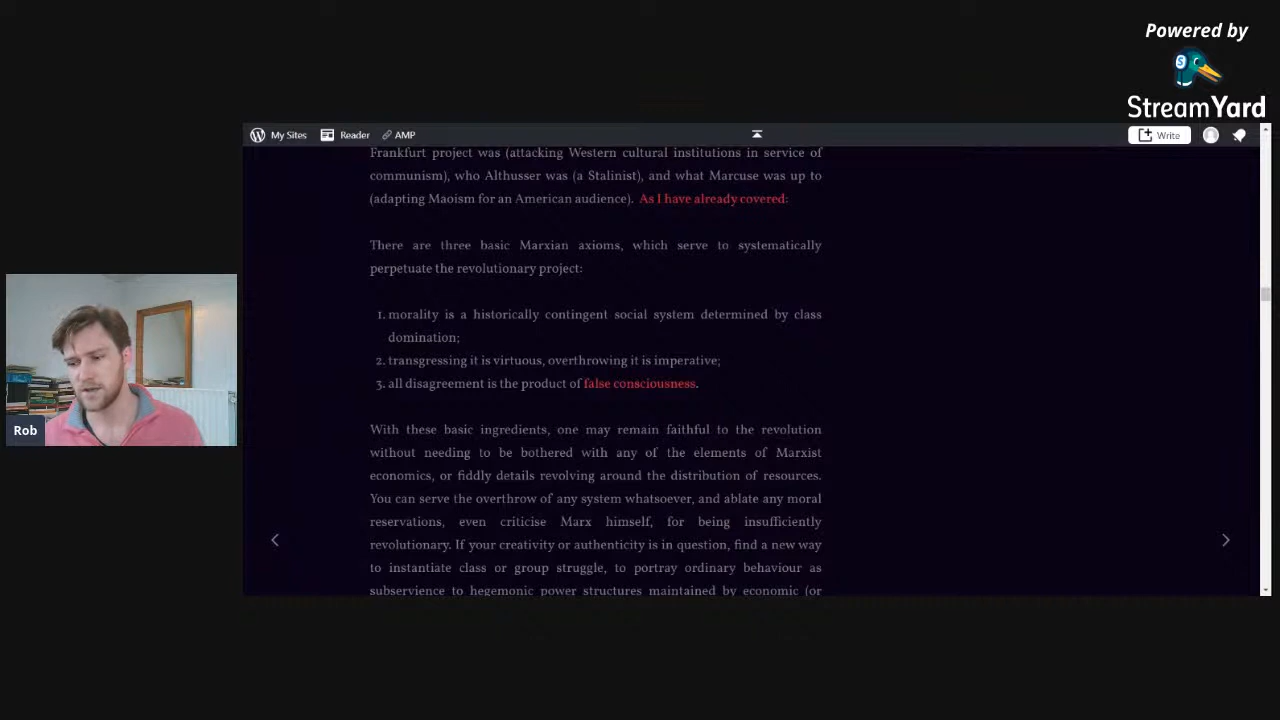 Powered by
StreamYard
My Sites Reader AMP Write
Frankfurt project was (attacking Western cultural institutions in service of
communism), who Althusser was (a Stalinist), and what Marcuse was up to
(adapting Maoism for an American audience). As I have already covered:
There are three basic Marxian axioms, which serve to systematically
perpetuate the revolutionary project:
1. morality is a historically contingent social system determined by class
domination;
2. transgressing it is virtuous, overthrowing it is imperative;
3. all disagreement is the product of false consciousness.
With these basic ingredients, one may remain faithful to the revolution
without needing to be bothered with any of the elements of Marxist
economics, or fiddly details revolving around the distribution of resources.
You can serve the overthrow of any system whatsoever, and ablate any moral
reservations, even criticise Marx himself, for being insufficiently
revolutionary. If your creativity or authenticity is in question, find a new way
to instantiate class or group struggle, to portray ordinary behaviour as
subservience to hegemonic power structures maintained by economic (or
Rob